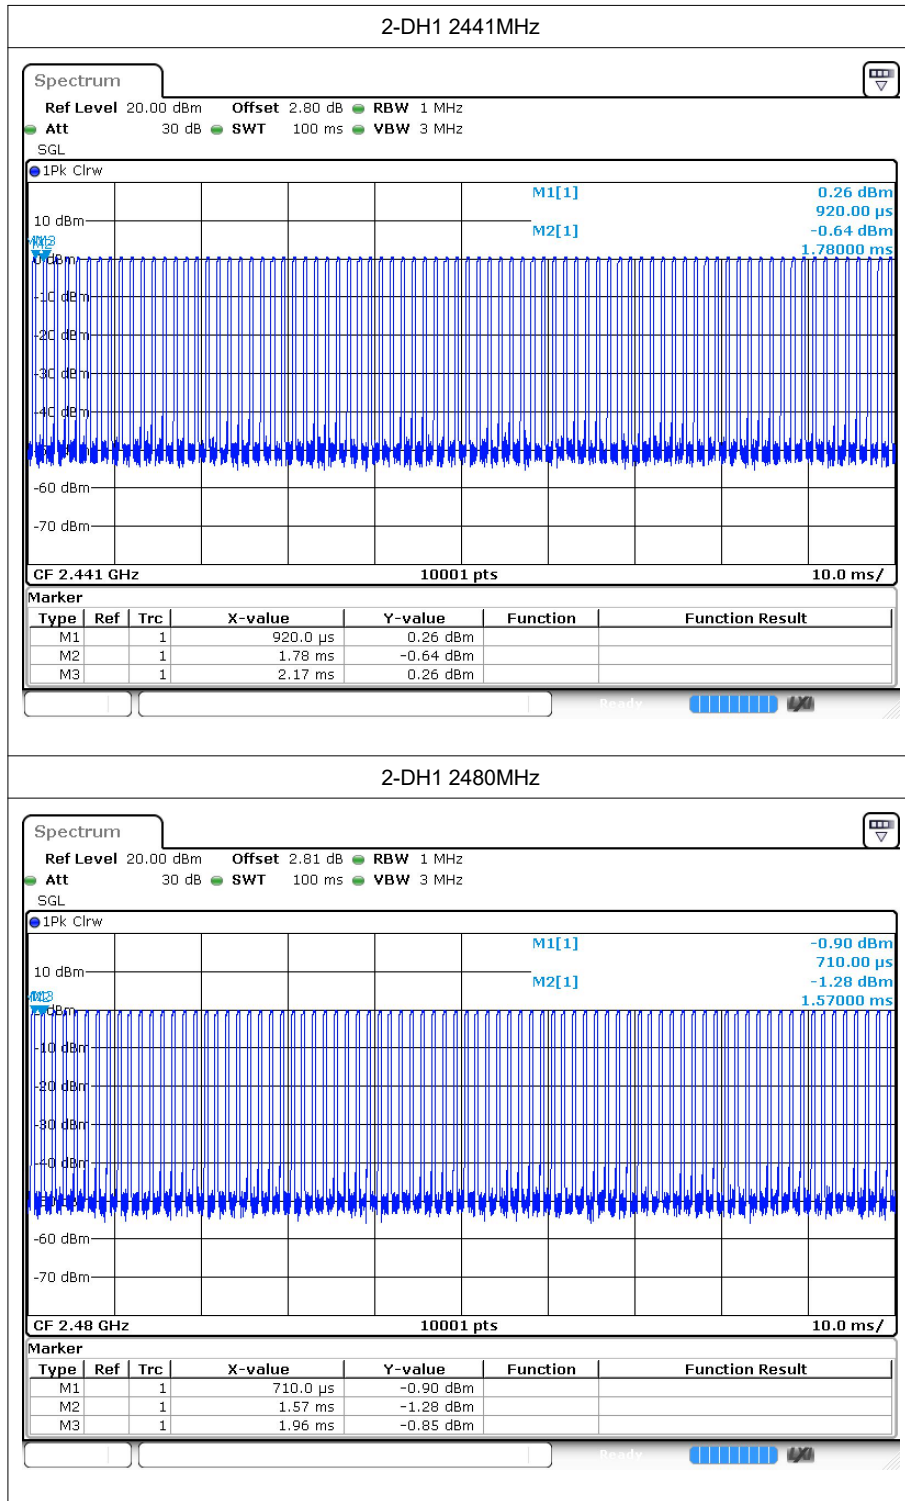 2-DH1 2441MHz
Spectrum
Ref Level 20.00 dBm Offset 2.80 dB RBW 1 MHz
Att 30 dB SWT 100 ms VBW 3 MHz
SGL
1Pk Clrw
M1[1] 0.26 dBm
920.00 µs
10 dBm
M2[1] -0.64 dBm
1.78000 ms
0 dBm
-10 dBm
-20 dBm
-30 dBm
-40 dBm
-60 dBm
-70 dBm
CF 2.441 GHz 10001 pts 10.0 ms/
Marker
Type Ref Trc X-value Y-value Function Function Result
M1 1 920.0 µs 0.26 dBm
M2 1 1.78 ms -0.64 dBm
M3 1 2.17 ms 0.26 dBm
Ready LXI
2-DH1 2480MHz
Spectrum
Ref Level 20.00 dBm Offset 2.81 dB RBW 1 MHz
Att 30 dB SWT 100 ms VBW 3 MHz
SGL
1Pk Clrw
M1[1] -0.90 dBm
710.00 µs
10 dBm
M2[1] -1.28 dBm
1.57000 ms
0 dBm
-10 dBm
-20 dBm
-30 dBm
-40 dBm
-60 dBm
-70 dBm
CF 2.48 GHz 10001 pts 10.0 ms/
Marker
Type Ref Trc X-value Y-value Function Function Result
M1 1 710.0 µs -0.90 dBm
M2 1 1.57 ms -1.28 dBm
M3 1 1.96 ms -0.85 dBm
Ready LXI